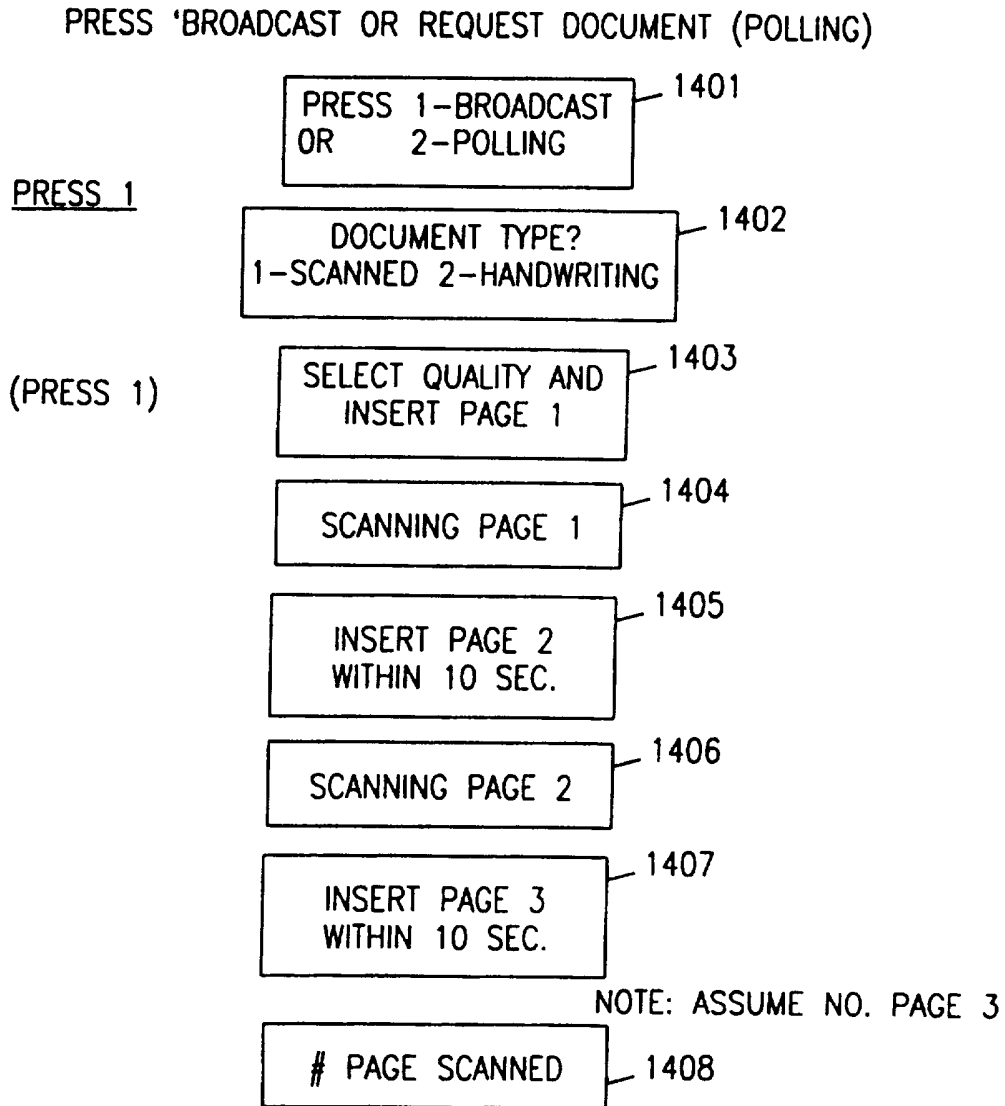 PRESS 'BROADCAST OR REQUEST DOCUMENT (POLLING)
1401
PRESS 1-BROADCAST
OR 2-POLLING
PRESS 1
1402
DOCUMENT TYPE?
1-SCANNED 2-HANDWRITING
1403
(PRESS 1)
SELECT QUALITY AND
INSERT PAGE 1
1404
SCANNING PAGE 1
1405
INSERT PAGE 2
WITHIN 10 SEC.
1406
SCANNING PAGE 2
1407
INSERT PAGE 3
WITHIN 10 SEC.
NOTE: ASSUME NO. PAGE 3
# PAGE SCANNED
1408